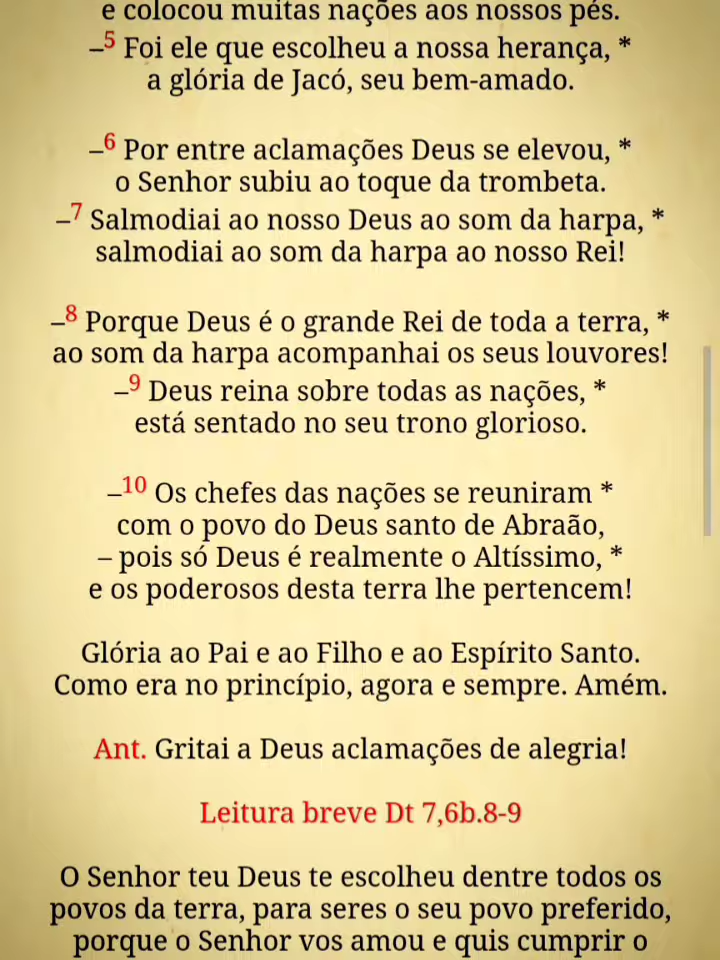 e colocou muitas nações aos nossos pés.
–5 Foi ele que escolheu a nossa herança, *
a glória de Jacó, seu bem-amado.
–6 Por entre aclamações Deus se elevou, *
o Senhor subiu ao toque da trombeta.
–7 Salmodiai ao nosso Deus ao som da harpa, *
salmodiai ao som da harpa ao nosso Rei!
–8 Porque Deus é o grande Rei de toda a terra, *
ao som da harpa acompanhai os seus louvores!
–9 Deus reina sobre todas as nações, *
está sentado no seu trono glorioso.
–10 Os chefes das nações se reuniram *
com o povo do Deus santo de Abraão,
– pois só Deus é realmente o Altíssimo, *
e os poderosos desta terra lhe pertencem!
Glória ao Pai e ao Filho e ao Espírito Santo.
Como era no princípio, agora e sempre. Amém.
Ant. Gritai a Deus aclamações de alegria!
Leitura breve Dt 7,6b.8-9
O Senhor teu Deus te escolheu dentre todos os
povos da terra, para seres o seu povo preferido,
porque o Senhor vos amou e quis cumprir o